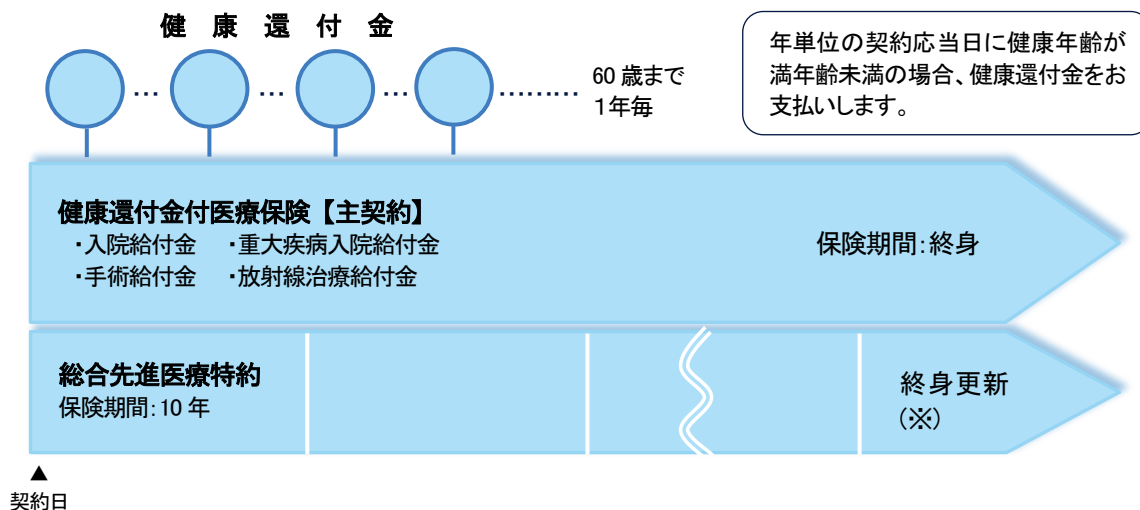 健 康 還 付 金
年単位の契約応当日に健康年齢が
満年齢未満の場合、健康還付金をお
支払いします。
… … … ………
60 歳まで
1年毎
健康還付金付医療保険【主契約】
・入院給付金 ・重大疾病入院給付金
・手術給付金 ・放射線治療給付金
保険期間:終身
総合先進医療特約
保険期間:10 年
終身更新
(※)
▲
契約日